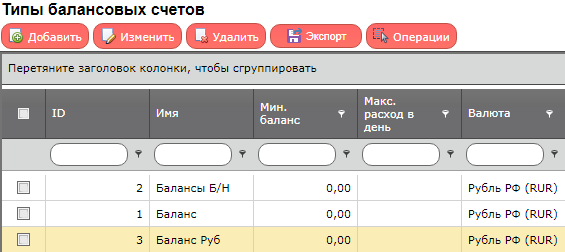 Типы балансовых счетов
Добавить Изменить Удалить Экспорт Операции
Перетяните заголовок колонки, чтобы сгруппировать
ID Имя Мин. баланс Макс. расход в день Валюта
2 Балансы Б/Н 0,00 Рубль РФ (RUR)
1 Баланс 0,00 Рубль РФ (RUR)
3 Баланс Руб 0,00 Рубль РФ (RUR)